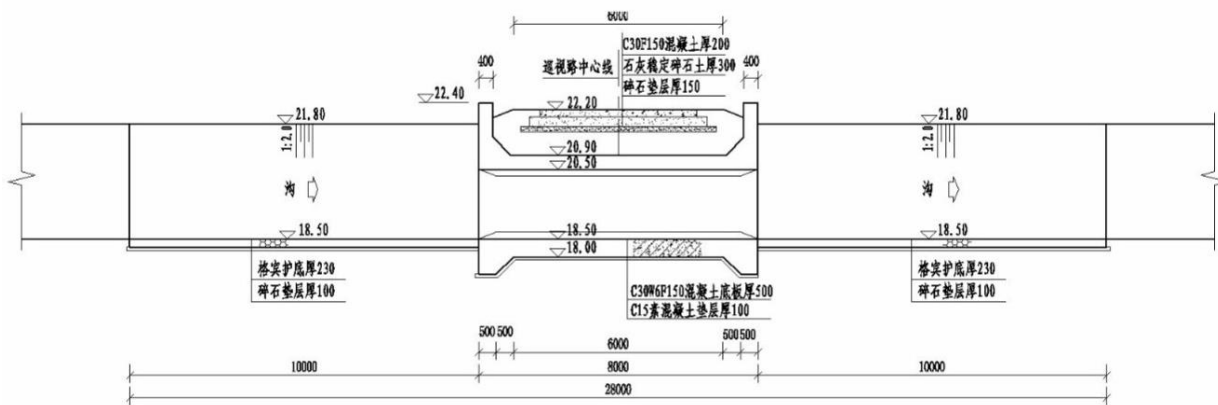 6000
C30F150混凝土厚200
石灰稳定碎石土厚300
碎石垫层厚150
巡视路中心线
400
400
22.40
22.20
21.80
21.80
1:2.0
1:2.0
20.90
20.50
沟
沟
18.50
18.50
18.50
18.00
格宾护底厚230
碎石垫层厚100
C30W6F150混凝土底板厚500
C15素混凝土垫层厚100
格宾护底厚230
碎石垫层厚100
500 500
6000
500 500
10000
8000
10000
28000